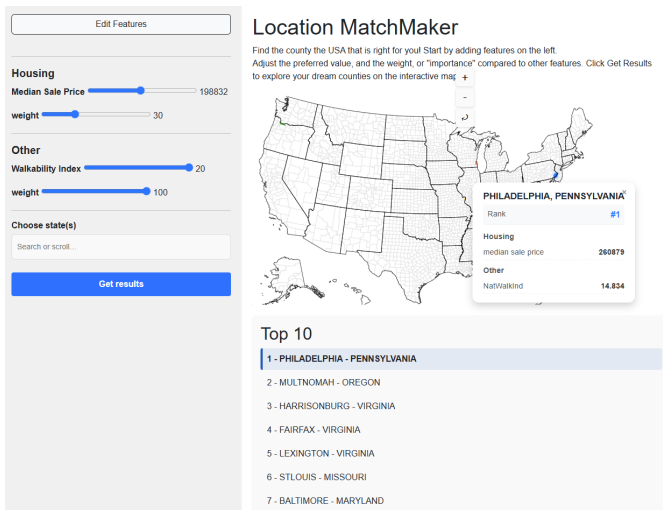 Edit Features
Housing
Median Sale Price 198832
weight 30
Other
Walkability Index 20
weight 100
Choose state(s)
Search or scroll...
Get results
Location MatchMaker
Find the county the USA that is right for you! Start by adding features on the left.
Adjust the preferred value, and the weight, or "importance" compared to other features. Click Get Results
to explore your dream counties on the interactive map
+
-
PHILADELPHIA, PENNSYLVANIA ×
Rank #1
Housing
median sale price 260879
Other
NatWalkInd 14.834
Top 10
1 - PHILADELPHIA - PENNSYLVANIA
2 - MULTNOMAH - OREGON
3 - HARRISONBURG - VIRGINIA
4 - FAIRFAX - VIRGINIA
5 - LEXINGTON - VIRGINIA
6 - STLOUIS - MISSOURI
7 - BALTIMORE - MARYLAND